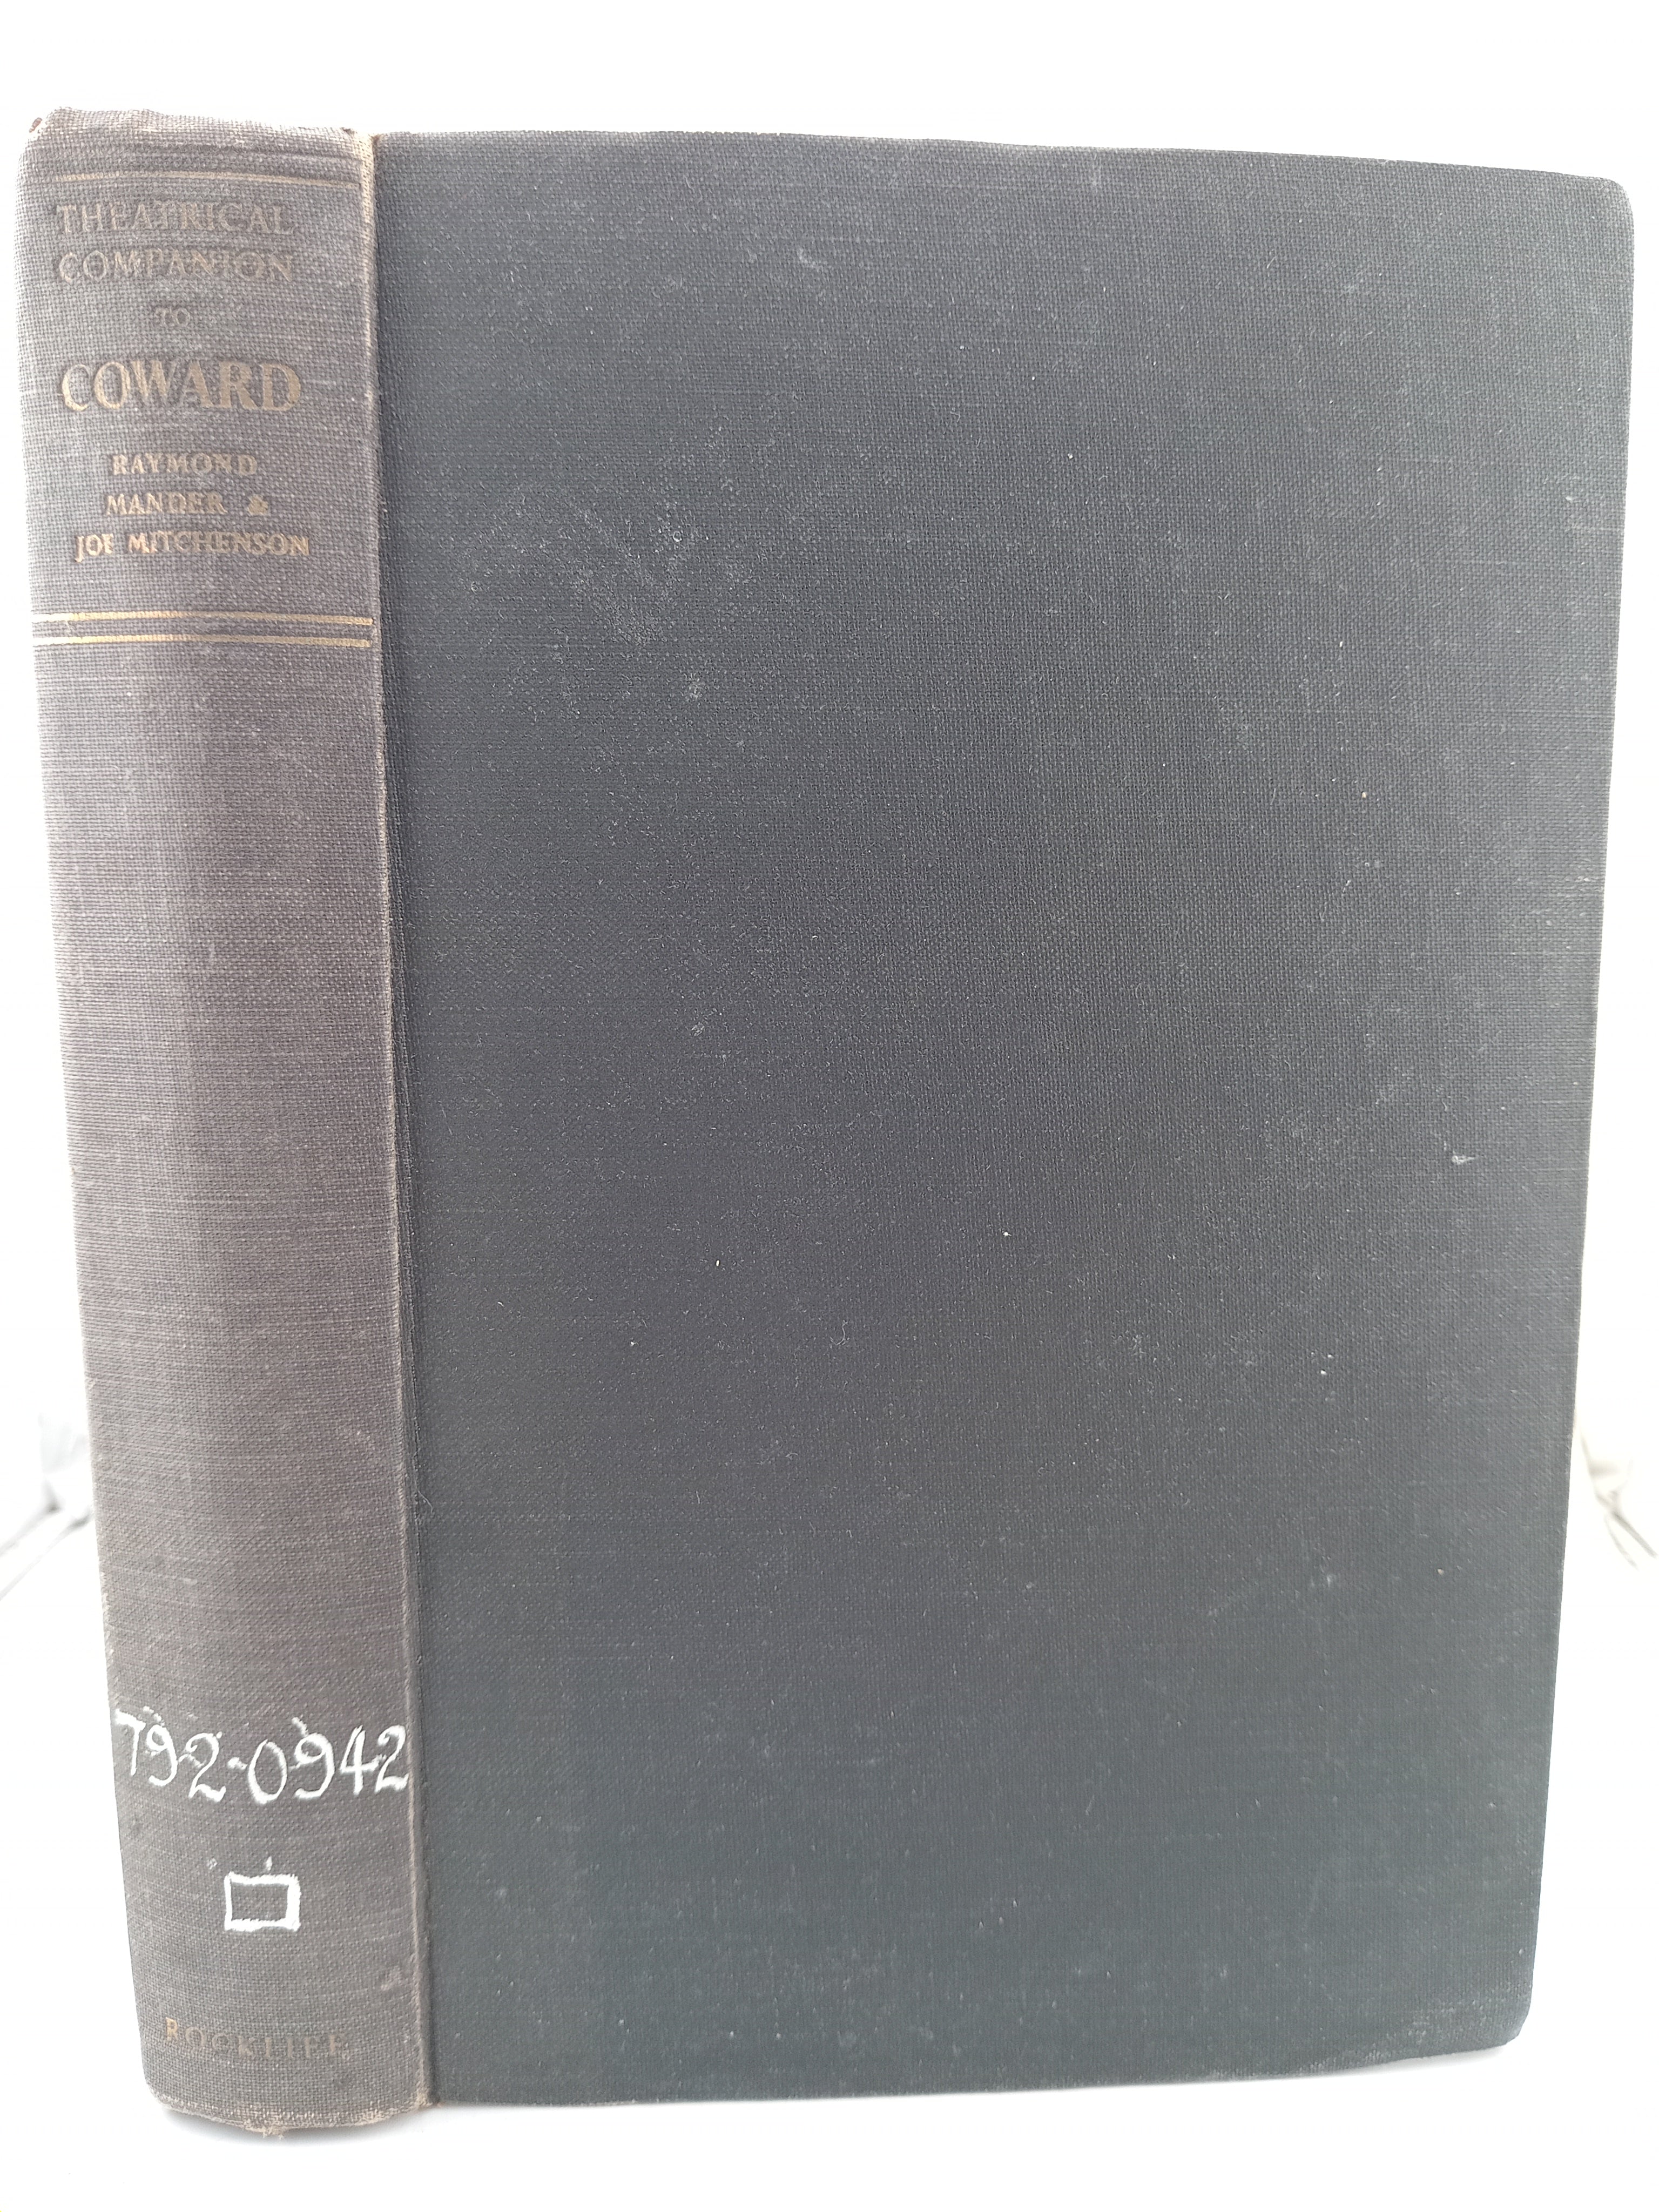 THEATRICAL
COMPANION
TO
COWARD
RAYMOND
MANDER &
JOE MITCHENSON
792-0942
ROCKLIFF